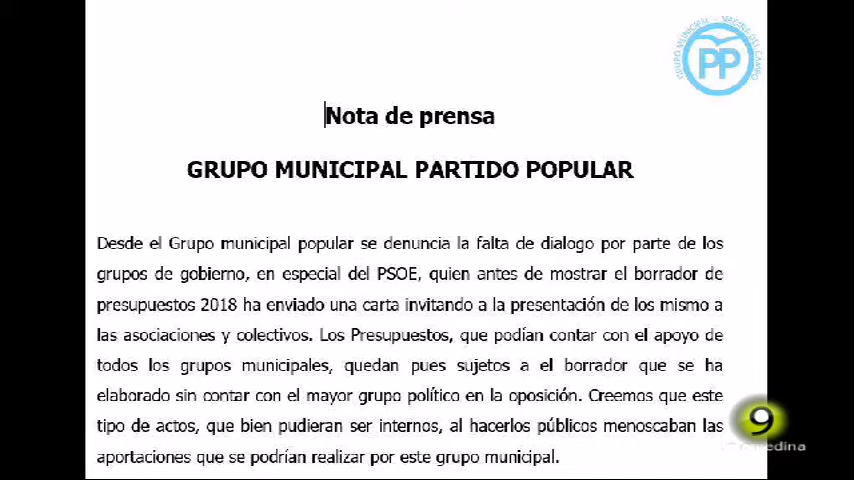 GRUPO MUNICIPAL - MEDINA DEL CAMPO
PP
Nota de prensa
GRUPO MUNICIPAL PARTIDO POPULAR
Desde el Grupo municipal popular se denuncia la falta de dialogo por parte de los
grupos de gobierno, en especial del PSOE, quien antes de mostrar el borrador de
presupuestos 2018 ha enviado una carta invitando a la presentación de los mismo a
las asociaciones y colectivos. Los Presupuestos, que podían contar con el apoyo de
todos los grupos municipales, quedan pues sujetos a el borrador que se ha
elaborado sin contar con el mayor grupo político en la oposición. Creemos que este
tipo de actos, que bien pudieran ser internos, al hacerlos públicos menoscaban las
aportaciones que se podrían realizar por este grupo municipal.
9